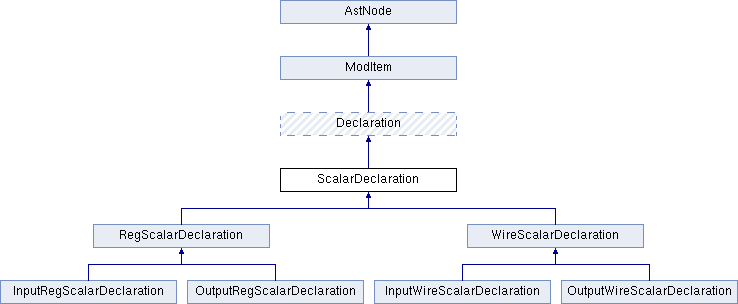 AstNode
ModItem
Declaration
ScalarDeclaration
RegScalarDeclaration WireScalarDeclaration
InputRegScalarDeclaration OutputRegScalarDeclaration InputWireScalarDeclaration OutputWireScalarDeclaration